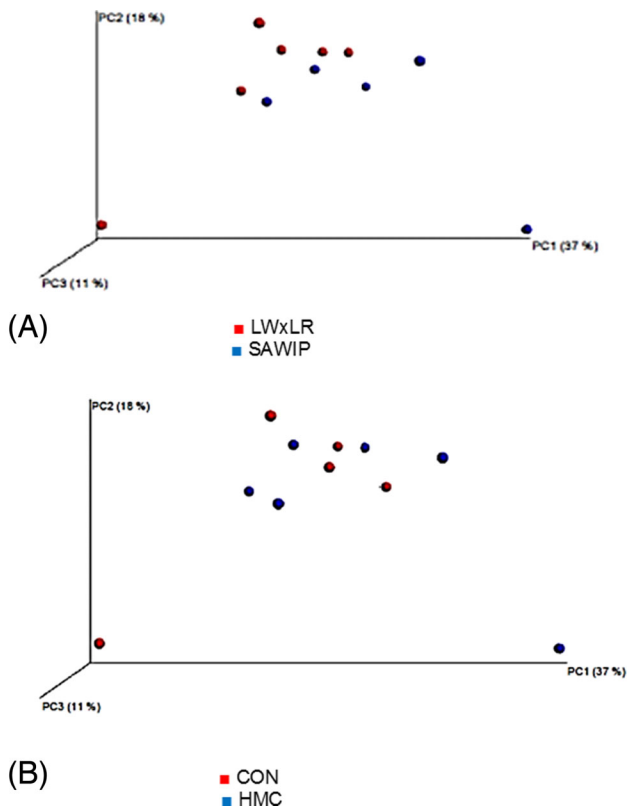 PC2 (18 %)
PC1 (37 %)
PC3 (11 %)
(A)
LWxLR
SAWIP
PC2 (18 %)
PC1 (37 %)
PC3 (11 %)
(B)
CON
HMC